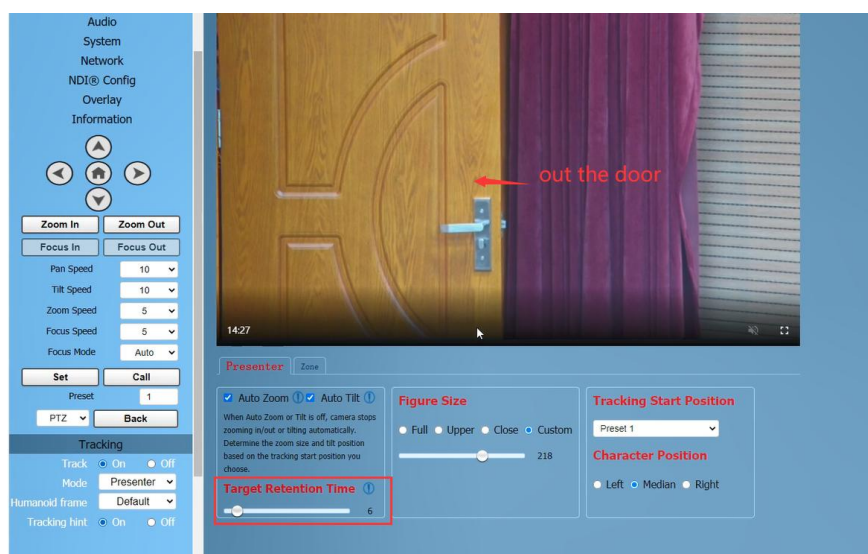 Audio
System
Network
NDI® Config
Overlay
Information
Zoom In Zoom Out
Focus In Focus Out
Pan Speed 10
Tilt Speed 10
Zoom Speed 5
Focus Speed 5
Focus Mode Auto
Set Call
Preset 1
PTZ Back
Tracking
Track On Off
Mode Presenter
Humanoid frame Default
Tracking hint On Off
out the door
14:27
Presenter Zone
Auto Zoom Auto Tilt
When Auto Zoom or Tilt is off, camera stops
zooming in/out or tilting automatically.
Determine the zoom size and tilt position
based on the tracking start position you
choose.
Target Retention Time
6
Figure Size
Full Upper Close Custom
218
Tracking Start Position
Preset 1
Character Position
Left Median Right